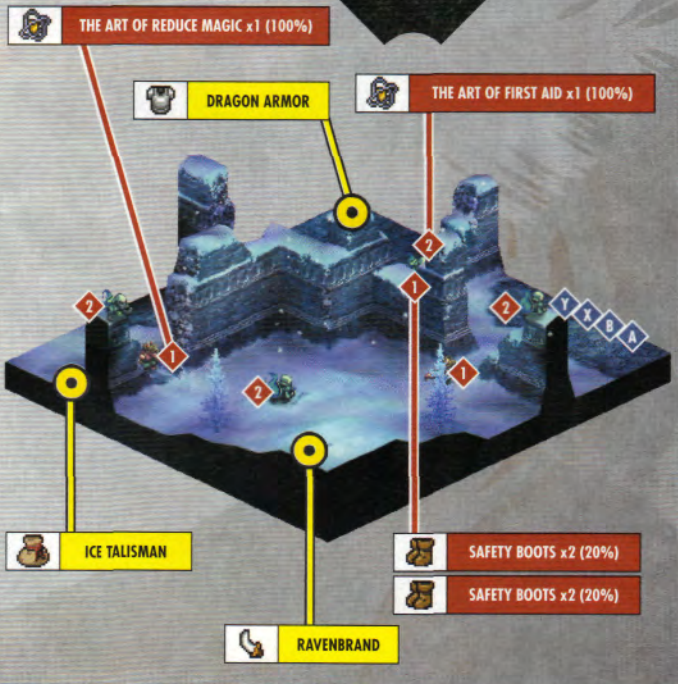 THE ART OF REDUCE MAGIC x1 (100%)
DRAGON ARMOR
THE ART OF FIRST AID x1 (100%)
2
1
2
2
Y
X
B
A
1
1
2
ICE TALISMAN
SAFETY BOOTS x2 (20%)
SAFETY BOOTS x2 (20%)
RAVENBRAND